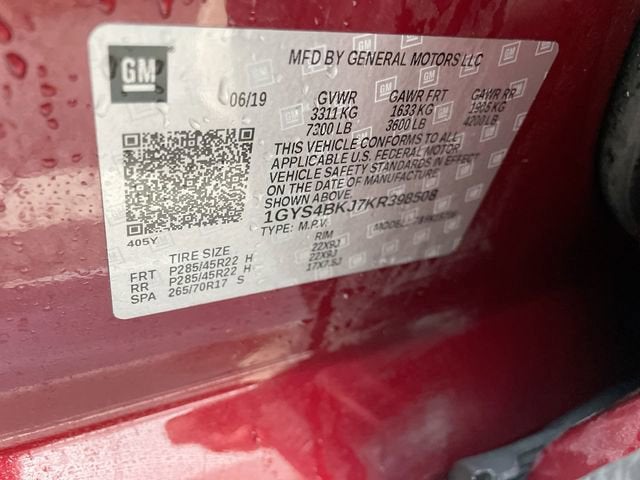 GM
MFD BY GENERAL MOTORS LLC
06/19 GVWR GAWR FRT GAWR RR
3311 KG 1633 KG 1905 KG
7300 LB 3600 LB 4200 LB
THIS VEHICLE CONFORMS TO ALL
APPLICABLE U.S. FEDERAL MOTOR
VEHICLE SAFETY STANDARDS IN EFFECT
ON THE DATE OF MANUFACTURE
SHOWN ABOVE.
1GYS4BKJ7KR398508
TYPE: M.P.V. MODEL:
405Y
TIRE SIZE RIM
FRT P285/45R22 H 22X9J
RR P285/45R22 H 22X9J
SPA 265/70R17 S 17X7.5J